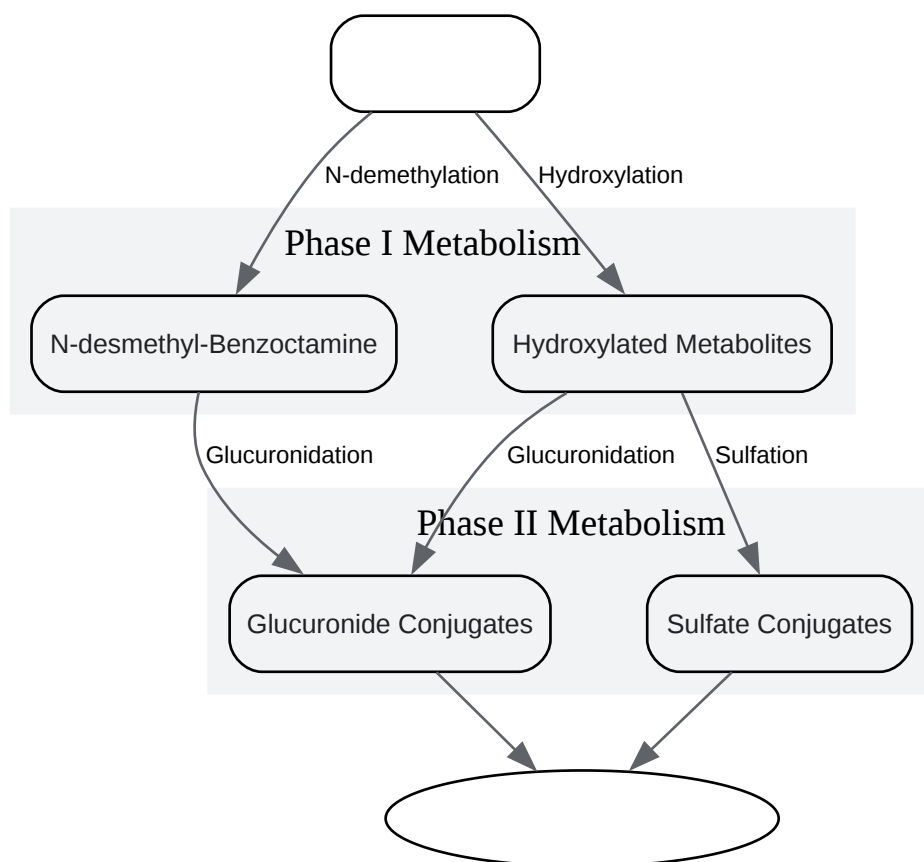 N-demethylation
Hydroxylation
Phase I Metabolism
N-desmethyl-Benzoctamine
Hydroxylated Metabolites
Glucuronidation
Glucuronidation
Sulfation
Phase II Metabolism
Glucuronide Conjugates
Sulfate Conjugates